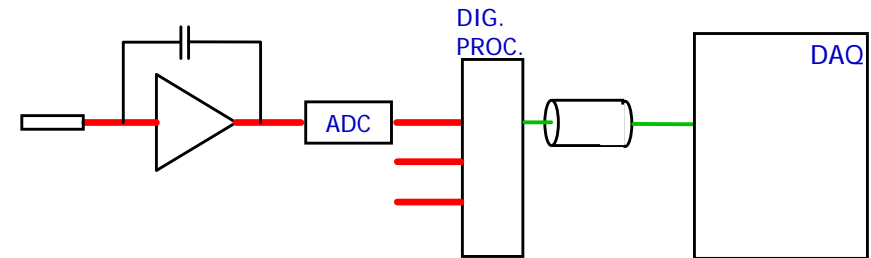 DIG.
PROC.
DAQ
ADC